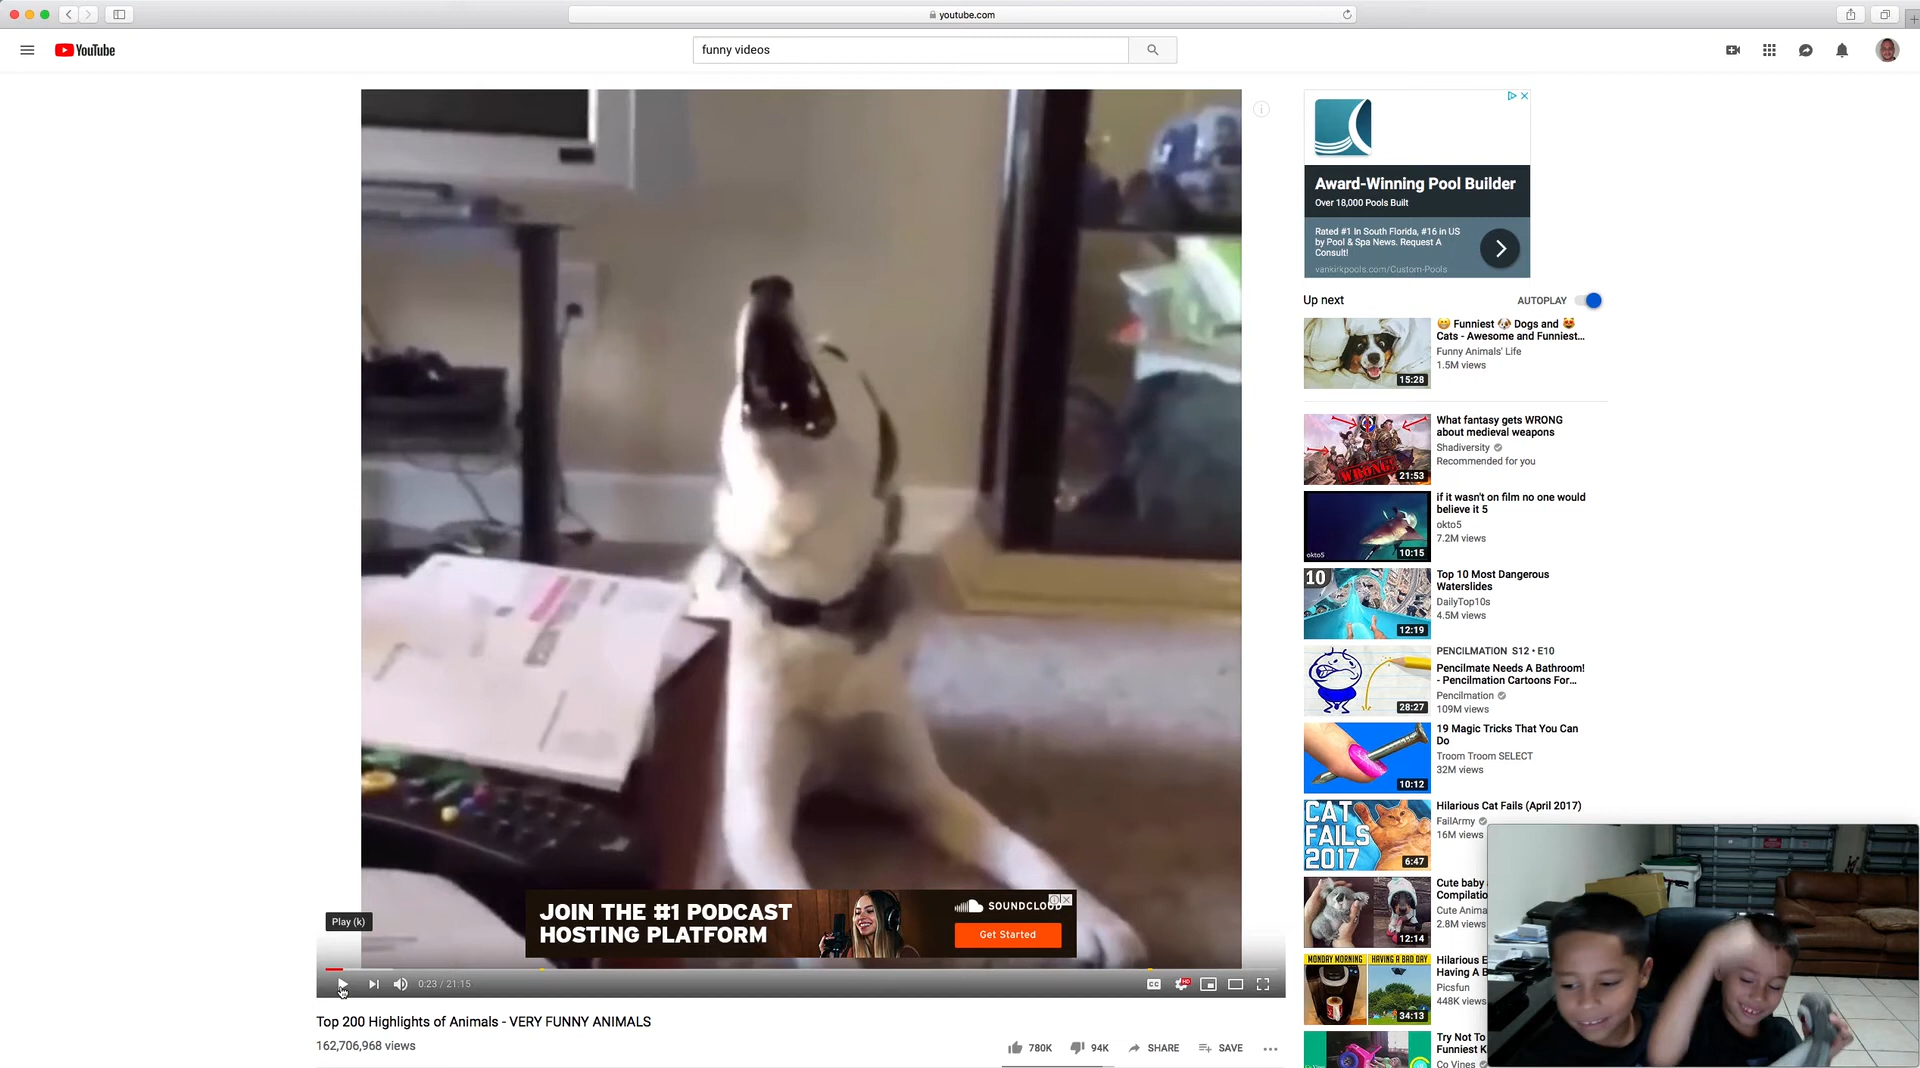 youtube.com
YouTube
funny videos
Award-Winning Pool Builder
Over 18,000 Pools Built
Rated #1 In South Florida, #16 in US
by Pool & Spa News. Request A
Consult!
vankirkpools.com/Custom-Pools
Up next
AUTOPLAY
😁 Funniest 🐶 Dogs and 😻
Cats - Awesome and Funniest...
Funny Animals' Life
1.5M views
15:28
What fantasy gets WRONG
about medieval weapons
Shadiversity
Recommended for you
WRONG!
21:53
if it wasn't on film no one would
believe it 5
okto5
7.2M views
okto5
10:15
10
Top 10 Most Dangerous
Waterslides
DailyTop10s
4.5M views
12:19
PENCILMATION S12 • E10
Pencilmate Needs A Bathroom!
- Pencilmation Cartoons For...
Pencilmation
109M views
28:27
19 Magic Tricks That You Can
Do
Troom Troom SELECT
32M views
10:12
Hilarious Cat Fails (April 2017)
FailArmy
16M views
CAT
FAILS
2017
6:47
Cute baby
Compilatio
Cute Anima
2.8M views
12:14
MONDAY MORNING
HAVING A BAD DAY
Hilarious E
Having A B
Picsfun
448K views
34:13
Try Not To
Funniest K
Co Vines
JOIN THE #1 PODCAST
HOSTING PLATFORM
SOUNDCLOUD
Get Started
Play (k)
0:23 / 21:15
CC
HD
Top 200 Highlights of Animals - VERY FUNNY ANIMALS
162,706,968 views
780K
94K
SHARE
SAVE